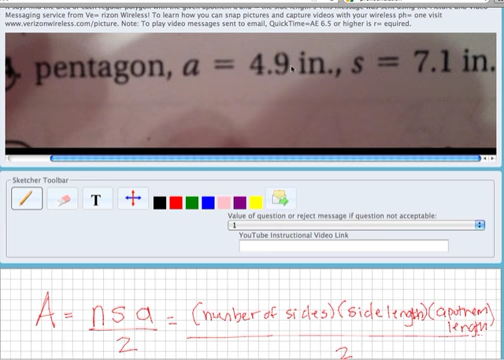 Messaging service from Ve= rizon Wireless! To learn how you can snap pictures and capture videos with your wireless ph= one visit
www.verizonwireless.com/picture. Note: To play video messages sent to email, QuickTime=AE 6.5 or higher is r= equired.
pentagon, a = 4.9 in., s = 7.1 in.
Sketcher Toolbar
T
Value of question or reject message if question not acceptable:
1
YouTube Instructional Video Link
A = nsa = (number of sides)(side length)(apothem length)
2 2